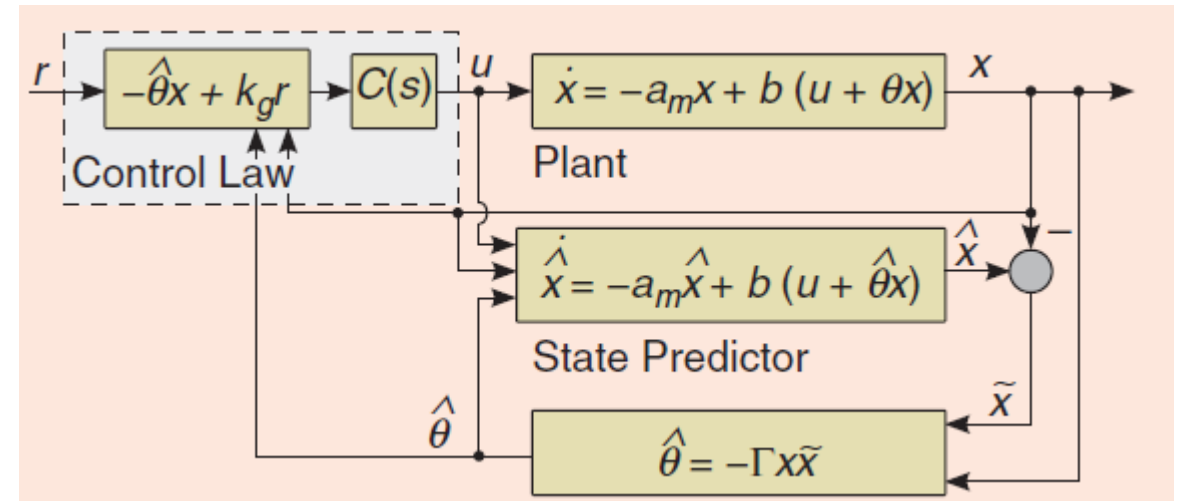 r
-θ̂x + k_g r
C(s)
u
ẋ = -a_m x + b (u + θx)
x
Control Law
Plant
x̂̇ = -a_m x̂ + b (u + θ̂x)
x̂
−
State Predictor
x̃
θ̂
θ̂ = -Γxx̃